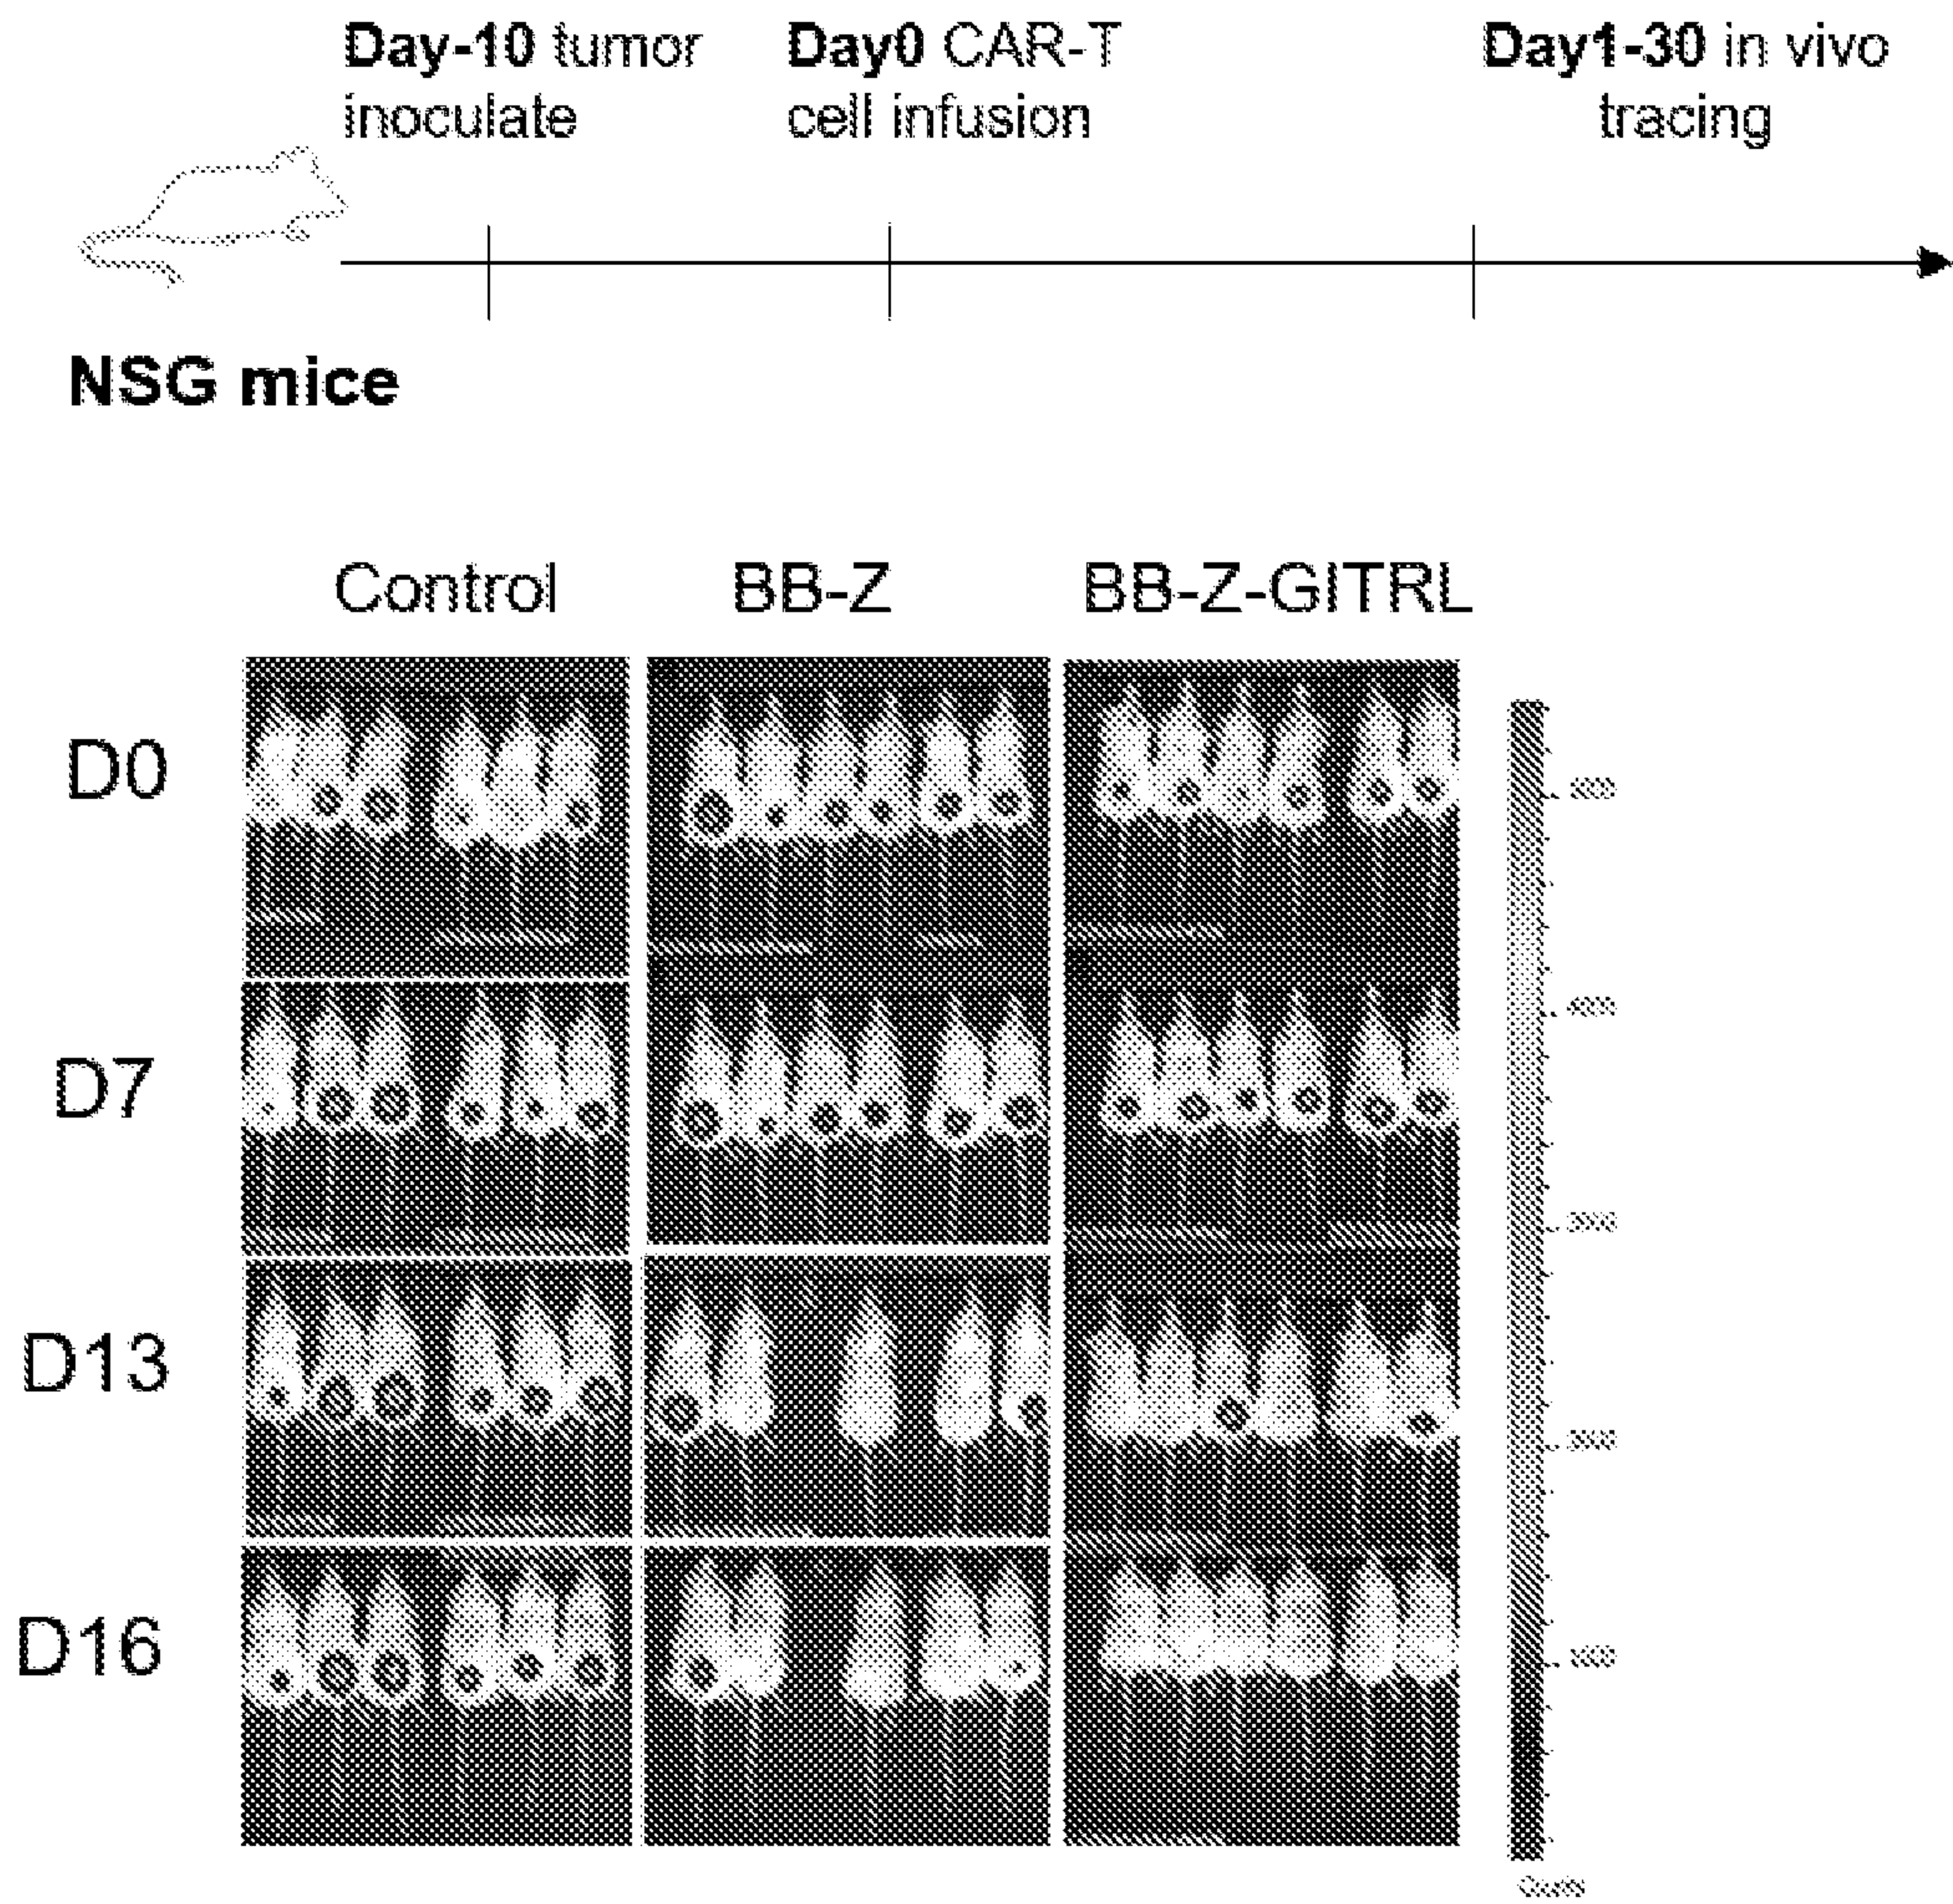 Day-10 tumor
inoculate
Day0 CAR-T
cell infusion
Day1-30 in vivo
tracing
NSG mice
Control
BB-Z
BB-Z-GITRL
D0
D7
D13
D16
Counts